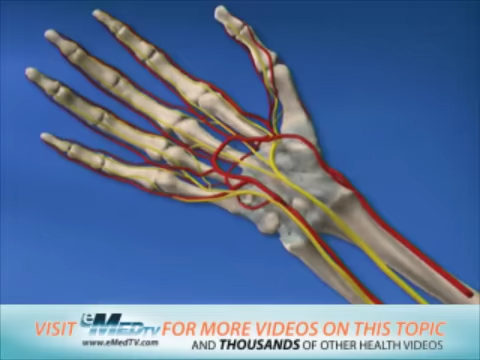 VISIT eMEDTV FOR MORE VIDEOS ON THIS TOPIC
www.eMedTV.com AND THOUSANDS OF OTHER HEALTH VIDEOS